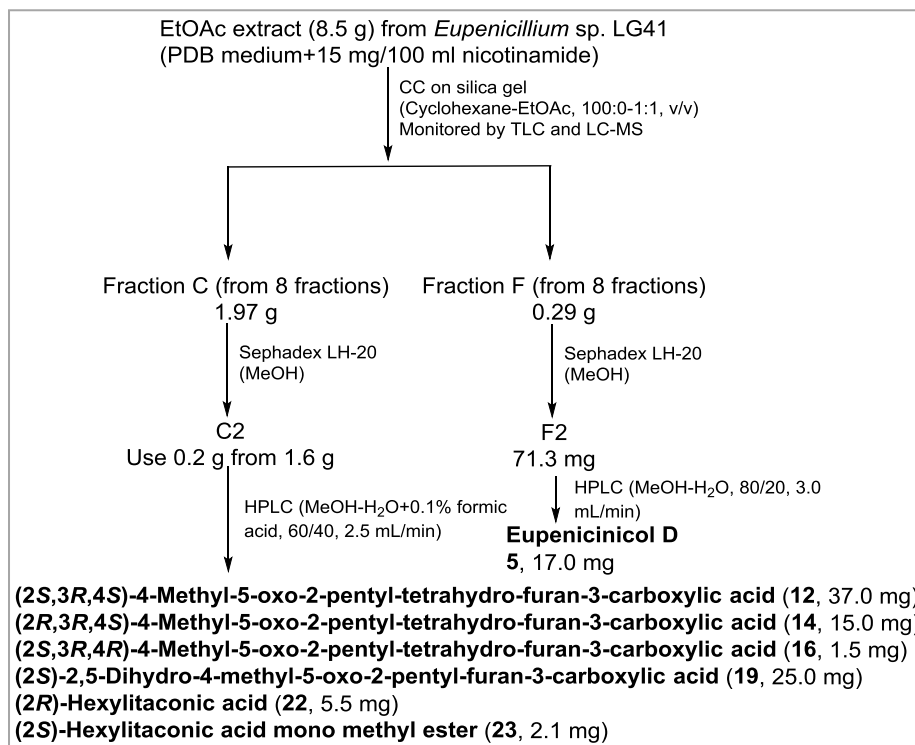 EtOAc extract (8.5 g) from Eupenicillium sp. LG41
(PDB medium+15 mg/100 ml nicotinamide)
CC on silica gel
(Cyclohexane-EtOAc, 100:0-1:1, v/v)
Monitored by TLC and LC-MS
Fraction C (from 8 fractions)
1.97 g
Fraction F (from 8 fractions)
0.29 g
Sephadex LH-20
(MeOH)
Sephadex LH-20
(MeOH)
C2
Use 0.2 g from 1.6 g
F2
71.3 mg
HPLC (MeOH-H2O+0.1% formic
acid, 60/40, 2.5 mL/min)
HPLC (MeOH-H2O, 80/20, 3.0
mL/min)
Eupenicinicol D
5, 17.0 mg
(2S,3R,4S)-4-Methyl-5-oxo-2-pentyl-tetrahydro-furan-3-carboxylic acid (12, 37.0 mg)
(2R,3R,4S)-4-Methyl-5-oxo-2-pentyl-tetrahydro-furan-3-carboxylic acid (14, 15.0 mg)
(2S,3R,4R)-4-Methyl-5-oxo-2-pentyl-tetrahydro-furan-3-carboxylic acid (16, 1.5 mg)
(2S)-2,5-Dihydro-4-methyl-5-oxo-2-pentyl-furan-3-carboxylic acid (19, 25.0 mg)
(2R)-Hexylitaconic acid (22, 5.5 mg)
(2S)-Hexylitaconic acid mono methyl ester (23, 2.1 mg)